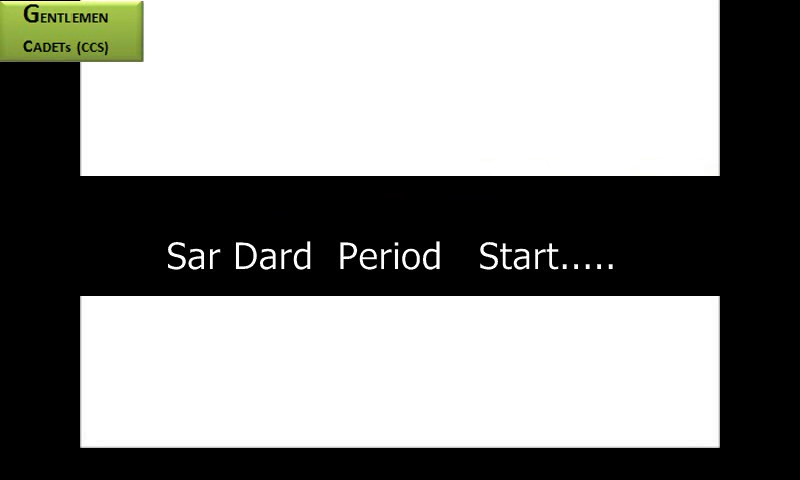 GENTLEMEN
CADETs (CCS)
Sar Dard Period Start.....